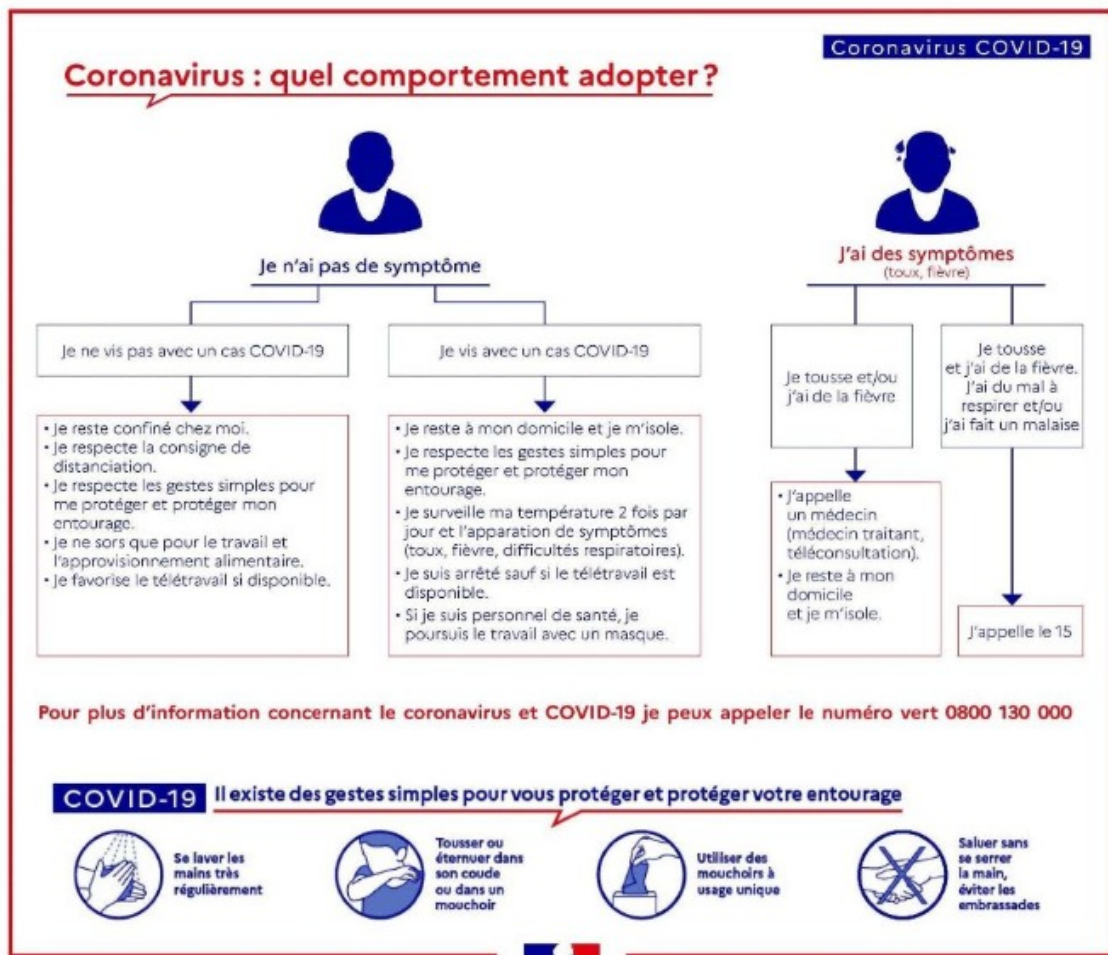 Coronavirus COVID-19
Coronavirus : quel comportement adopter ?
Je n'ai pas de symptôme
Je ne vis pas avec un cas COVID-19
• Je reste confiné chez moi.
• Je respecte la consigne de
distanciation.
• Je respecte les gestes simples pour
me protéger et protéger mon
entourage.
• Je ne sors que pour le travail et
l'approvisionnement alimentaire.
• Je favorise le télétravail si disponible.
Je vis avec un cas COVID-19
• Je reste à mon domicile et je m'isole.
• Je respecte les gestes simples pour
me protéger et protéger mon
entourage.
• Je surveille ma température 2 fois par
jour et l'apparation de symptômes
(toux, fièvre, difficultés respiratoires).
• Je suis arrêté sauf si le télétravail est
disponible.
• Si je suis personnel de santé, je
poursuis le travail avec un masque.
J'ai des symptômes
(toux, fièvre)
Je tousse et/ou
j'ai de la fièvre
• J'appelle
un médecin
(médecin traitant,
téléconsultation).
• Je reste à mon
domicile
et je m'isole.
Je tousse
et j'ai de la fièvre.
J'ai du mal à
respirer et/ou
j'ai fait un malaise
J'appelle le 15
Pour plus d'information concernant le coronavirus et COVID-19 je peux appeler le numéro vert 0800 130 000
COVID-19 Il existe des gestes simples pour vous protéger et protéger votre entourage
Se laver les
mains très
régulièrement
Tousser ou
éternuer dans
son coude
ou dans un
mouchoir
Utiliser des
mouchoirs à
usage unique
Saluer sans
se serrer
la main,
éviter les
embrassades